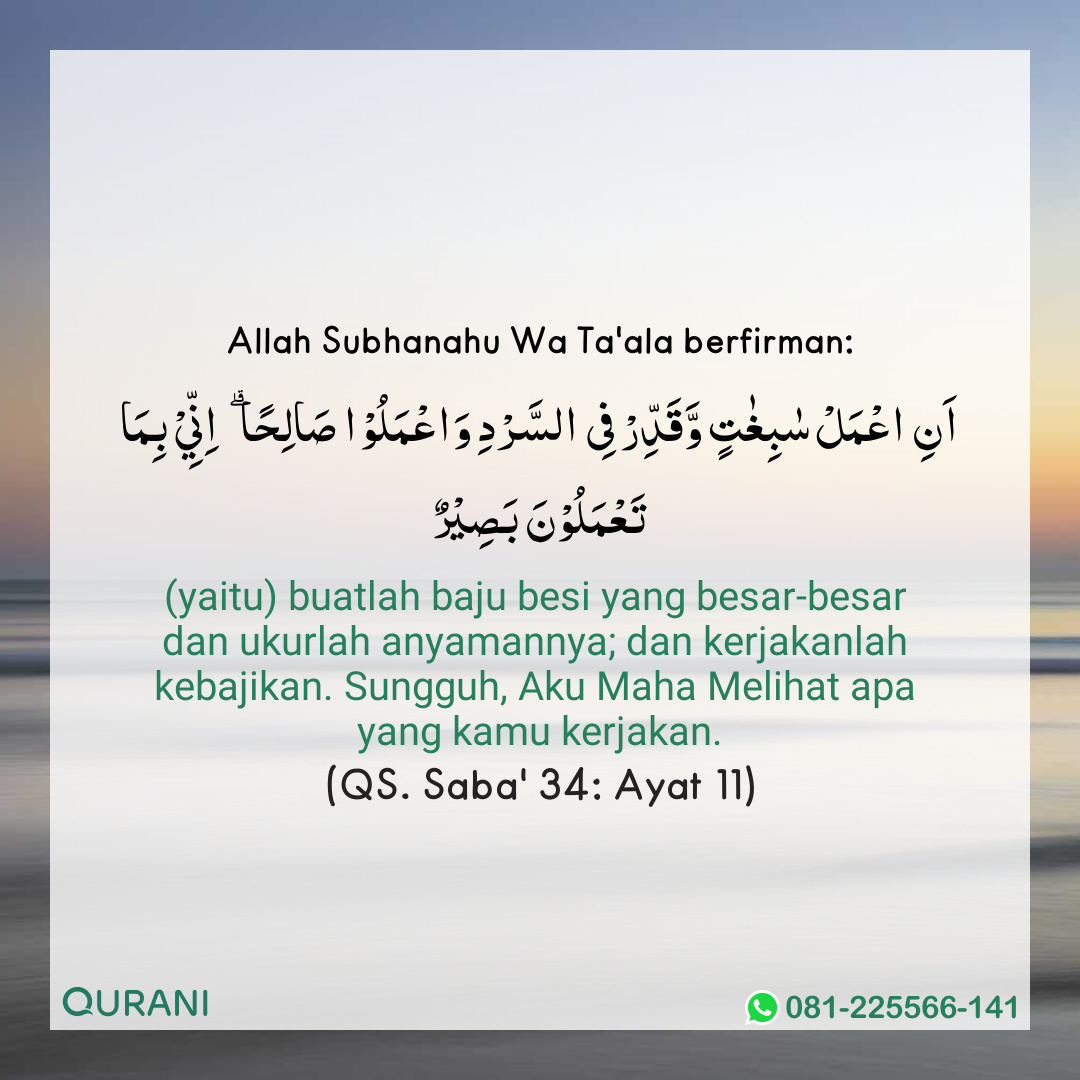 Allah Subhanahu Wa Ta'ala berfirman:
اَنِ اعْمَلْ سٰبِغٰتٍ وَّقَدِّرْ فِى السَّرْدِ وَاعْمَلُوْا صَالِحًاۗ اِنِّيْ بِمَا
تَعْمَلُوْنَ بَصِيْرٌ
(yaitu) buatlah baju besi yang besar-besar
dan ukurlah anyamannya; dan kerjakanlah
kebajikan. Sungguh, Aku Maha Melihat apa
yang kamu kerjakan.
(QS. Saba' 34: Ayat 11)
QURANI
081-225566-141